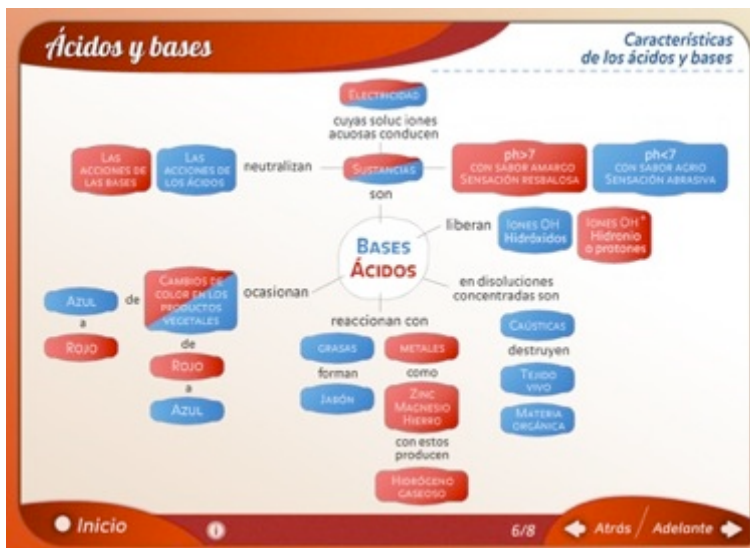 Ácidos y bases
Características
de los ácidos y bases
ELECTRICIDAD
cuyas soluc iones
acuosas conducen
LAS
ACCIONES DE
LAS BASES
LAS
ACCIONES DE
LOS ÁCIDOS
neutralizan
SUSTANCIAS
ph>7
CON SABOR AMARGO
SENSACIÓN RESBALOSA
ph<7
CON SABOR AGRIO
SENSACIÓN ABRASIVA
son
liberan
IONES OH
Hidróxidos
IONES OH+
Hidronio
o protones
BASES
ÁCIDOS
AZUL
a
ROJO
de
CAMBIOS DE
COLOR EN LOS
PRODUCTOS
VEGETALES
ocasionan
de
ROJO
a
AZUL
en disoluciones
concentradas son
CAÚSTICAS
destruyen
TEJIDO
VIVO
MATERIA
ORGÁNICA
reaccionan con
GRASAS
forman
JABÓN
METALES
como
ZINC
MAGNESIO
HIERRO
con estos
producen
HIDRÓGENO
GASEOSO
Inicio
i
6/8
Atrás / Adelante